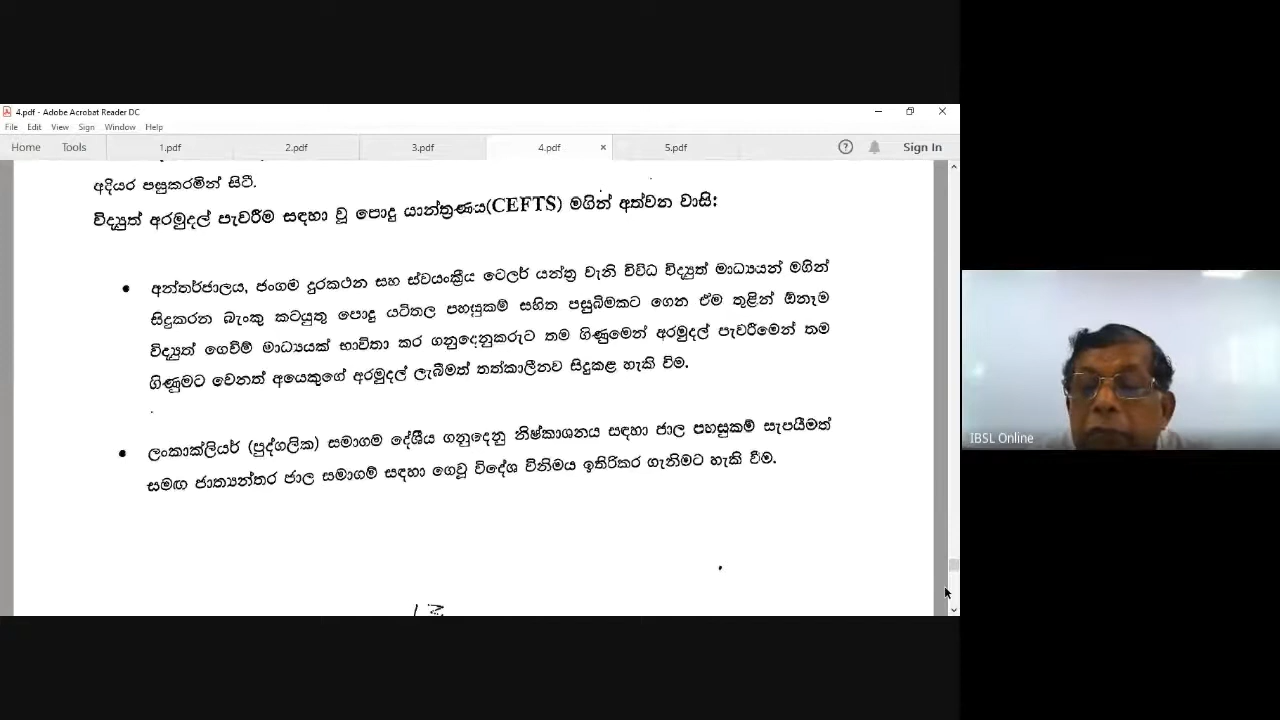 4.pdf - Adobe Acrobat Reader DC
File Edit View Sign Window Help
Home Tools 1.pdf 2.pdf 3.pdf 4.pdf × 5.pdf Sign In
අදියර පසුකරමින් සිටී.
විද්‍යුත් අරමුදල් පැවරීම සඳහා වූ පොදු යාන්ත්‍රණය(CEFTS) මගින් අත්වන වාසි:
• අන්තර්ජාලය, ජංගම දුරකථන සහ ස්වයංක්‍රීය ටෙලර් යන්ත්‍ර වැනි විවිධ විද්‍යුත් මාධ්‍යයන් මගින්
සිදුකරන බැංකු කටයුතු පොදු යටිතල පහසුකම් සහිත පසුබිමකට ගෙන ඒම තුළින් ඕනෑම
විද්‍යුත් ගෙවීම් මාධ්‍යයක් භාවිතා කර ගනුදෙනුකරුට තම ගිණුමෙන් අරමුදල් පැවරීමෙන් තම
ගිණුමට වෙනත් අයෙකුගේ අරමුදල් ලැබීමත් තත්කාලීනව සිදුකළ හැකි වීම.
• ලංකාක්ලියර් (පුද්ගලික) සමාගම දේශීය ගනුදෙනු නිෂ්කාශනය සඳහා ජාල පහසුකම් සැපයීමත්
සමඟ ජාත්‍යන්තර ජාල සමාගම් සඳහා ගෙවූ විදේශ විනිමය ඉතිරිකර ගැනීමට හැකි වීම.
IBSL Online